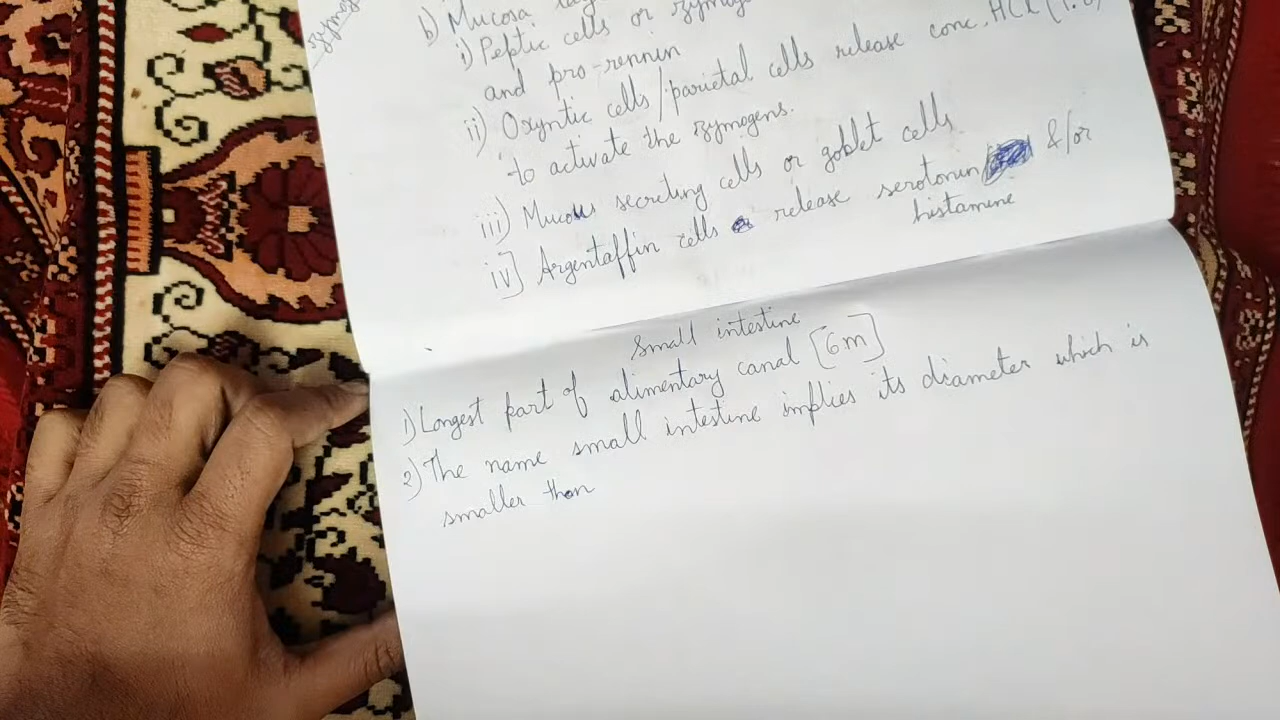 b) Mucosa
i) Peptic cells or
and pro-rennin
ii) Oxyntic cells/parietal cells release conc. HCl
to activate the zymogens.
iii) Mucous secreting cells or goblet cells
iv] Argentaffin cells release serotonin &/or
histamine
Small intestine
1) Longest part of alimentary canal [6m]
2) The name small intestine implies its diameter which is
smaller than